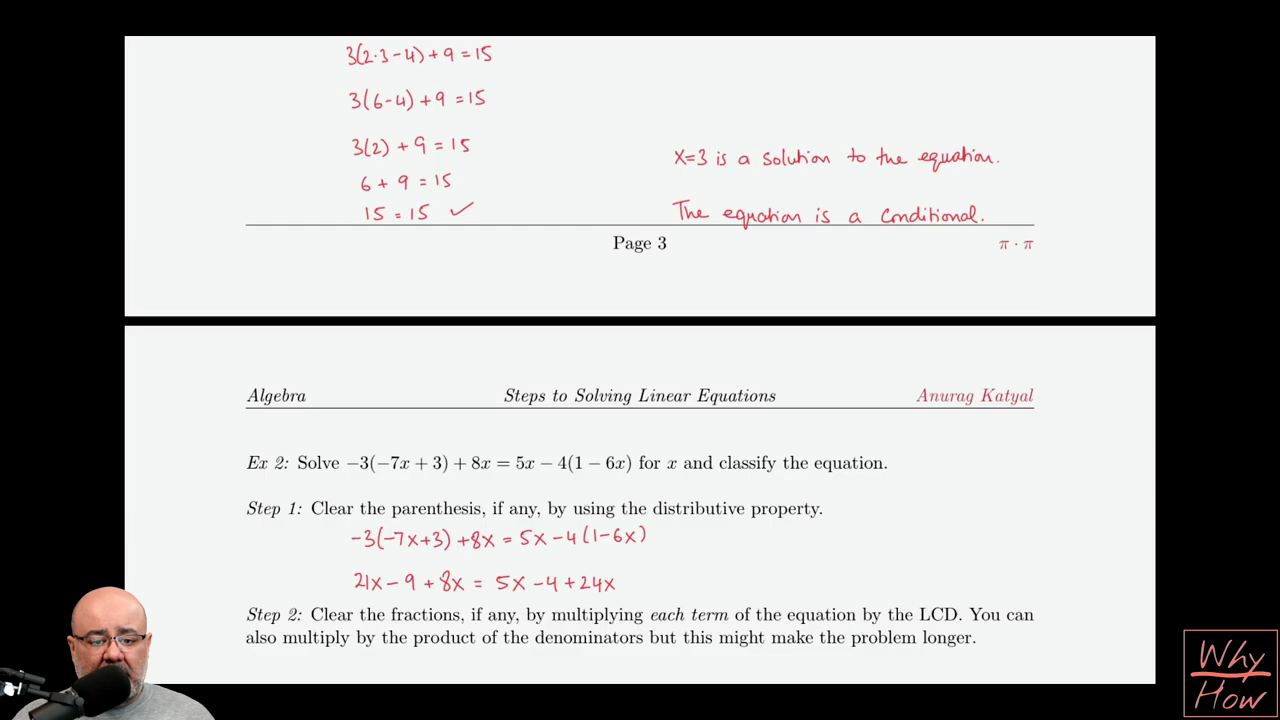 3(2·3-4)+9=15
3(6-4)+9=15
3(2)+9=15
6+9=15
15=15 ✓
x=3 is a solution to the equation.
The equation is a conditional.
Page 3
π · π
Algebra Steps to Solving Linear Equations Anurag Katyal
Ex 2: Solve −3(−7x + 3) + 8x = 5x − 4(1 − 6x) for x and classify the equation.
Step 1: Clear the parenthesis, if any, by using the distributive property.
-3(-7x+3)+8x=5x-4(1-6x)
21x-9+8x=5x-4+24x
Step 2: Clear the fractions, if any, by multiplying each term of the equation by the LCD. You can
also multiply by the product of the denominators but this might make the problem longer.
Why
How